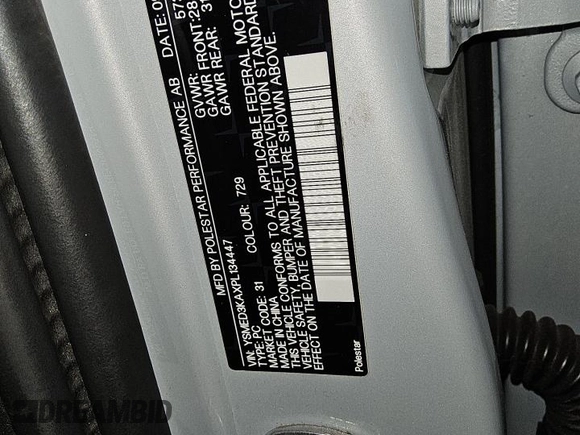 MFD BY POLESTAR PERFORMANCE AB DATE:
GVWR:
GAWR FRONT:28
GAWR REAR:
VIN: YSMED3KAXPL134447
TYPE: PC
MARKET CODE: 31 COLOUR: 729
MADE IN CHINA
THIS VEHICLE CONFORMS TO ALL APPLICABLE FEDERAL MOTO
VEHICLE SAFETY, BUMPER AND THEFT PREVENTION STANDARD
EFFECT ON THE DATE OF MANUFACTURE SHOWN ABOVE.
Polestar
DREAMBID